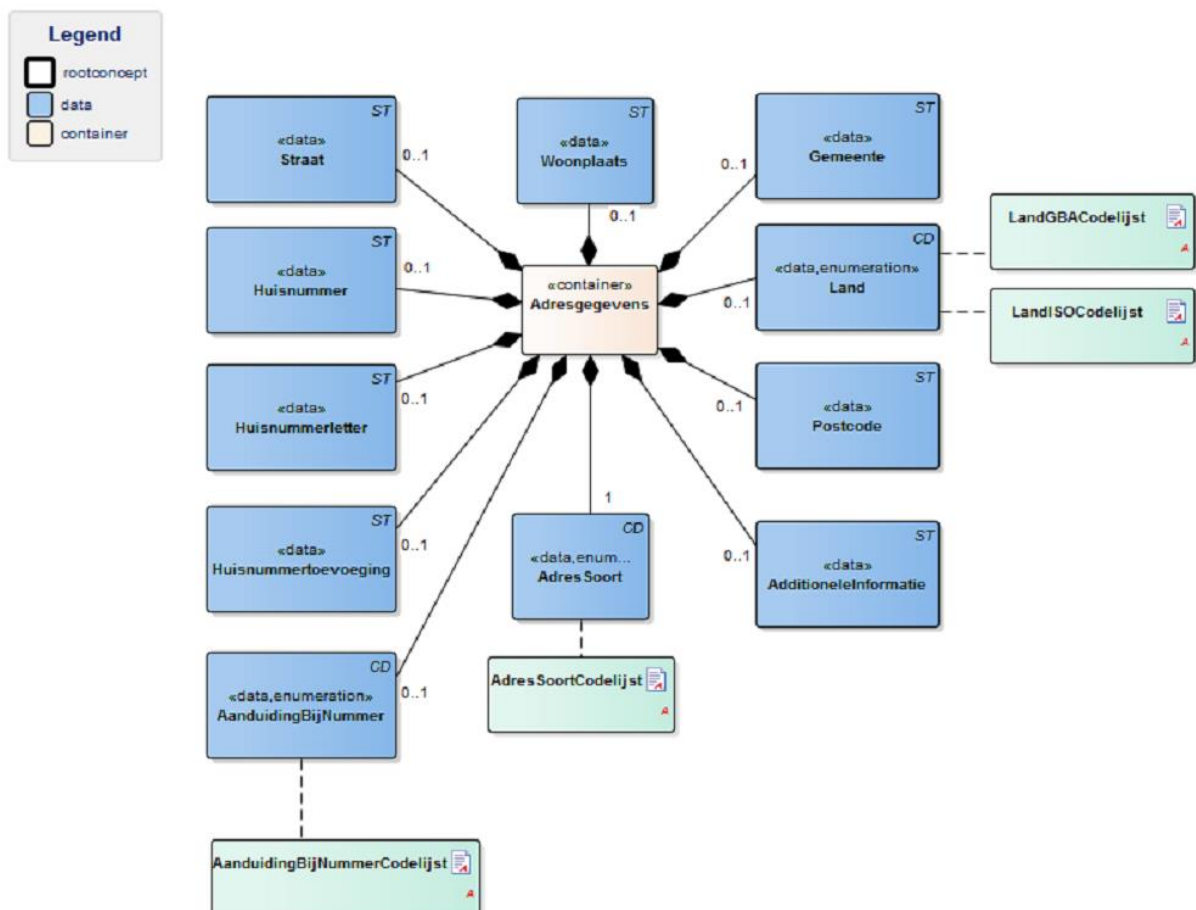 Legend
rootconcept
data
container
ST
«data»
Straat
0..1
ST
«data»
Woonplaats
0..1
ST
«data»
Gemeente
0..1
ST
«data»
Huisnummer
0..1
«container»
Adresgegevens
CD
«data,enumeration»
Land
0..1
LandGBACodelijst
A
LandISOCodelijst
A
ST
«data»
Huisnummerletter
0..1
ST
«data»
Postcode
0..1
ST
«data»
Huisnummertoevoeging
0..1
1
CD
«data,enum...
AdresSoort
ST
«data»
AdditioneleInformatie
0..1
CD
«data,enumeration»
AanduidingBijNummer
0..1
AdresSoortCodelijst
A
AanduidingBijNummerCodelijst
A